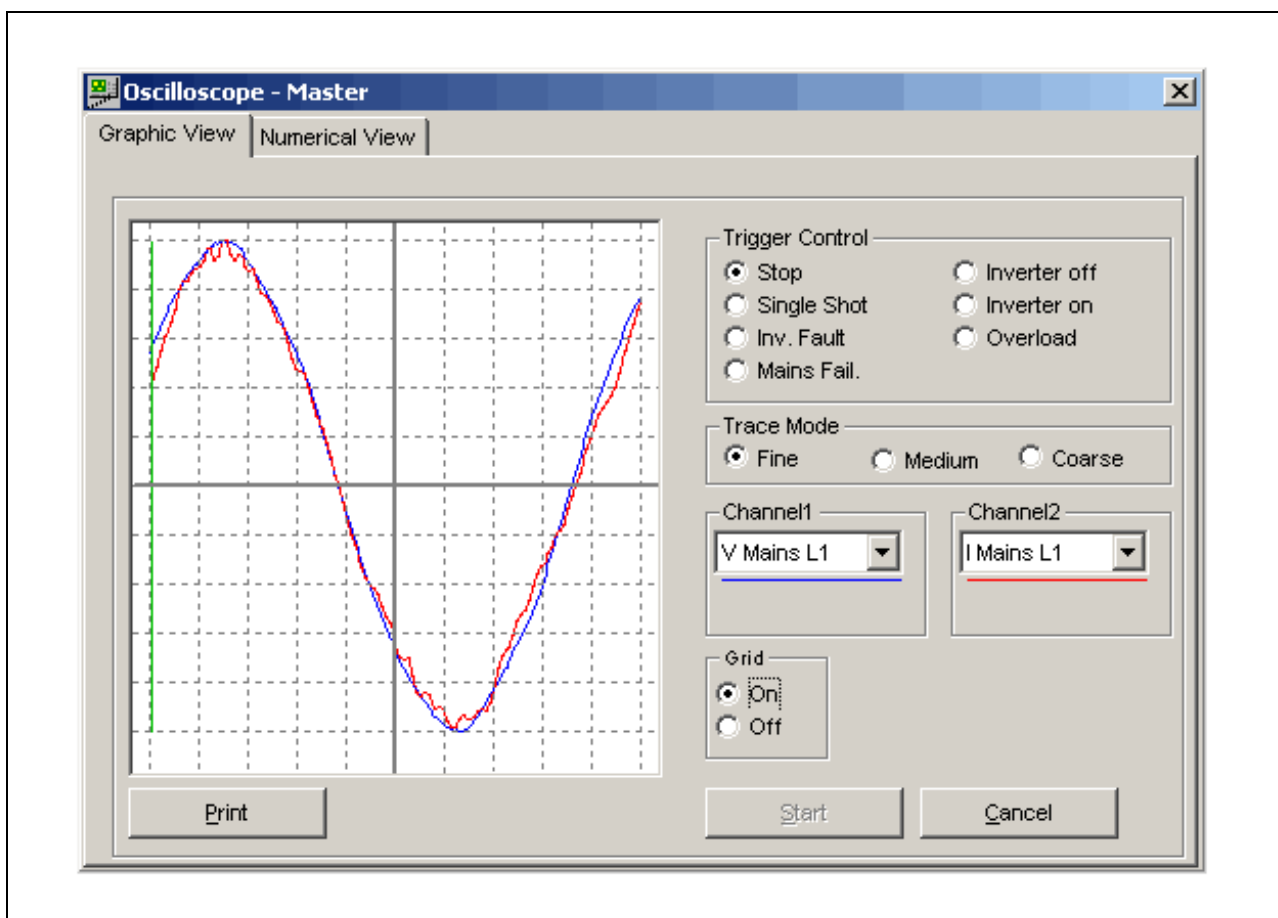 Oscilloscope - Master
Graphic View
Numerical View
Trigger Control
Stop
Inverter off
Single Shot
Inverter on
Inv. Fault
Overload
Mains Fail.
Trace Mode
Fine
Medium
Coarse
Channel1
Channel2
V Mains L1
I Mains L1
Grid
On
Off
Print
Start
Cancel